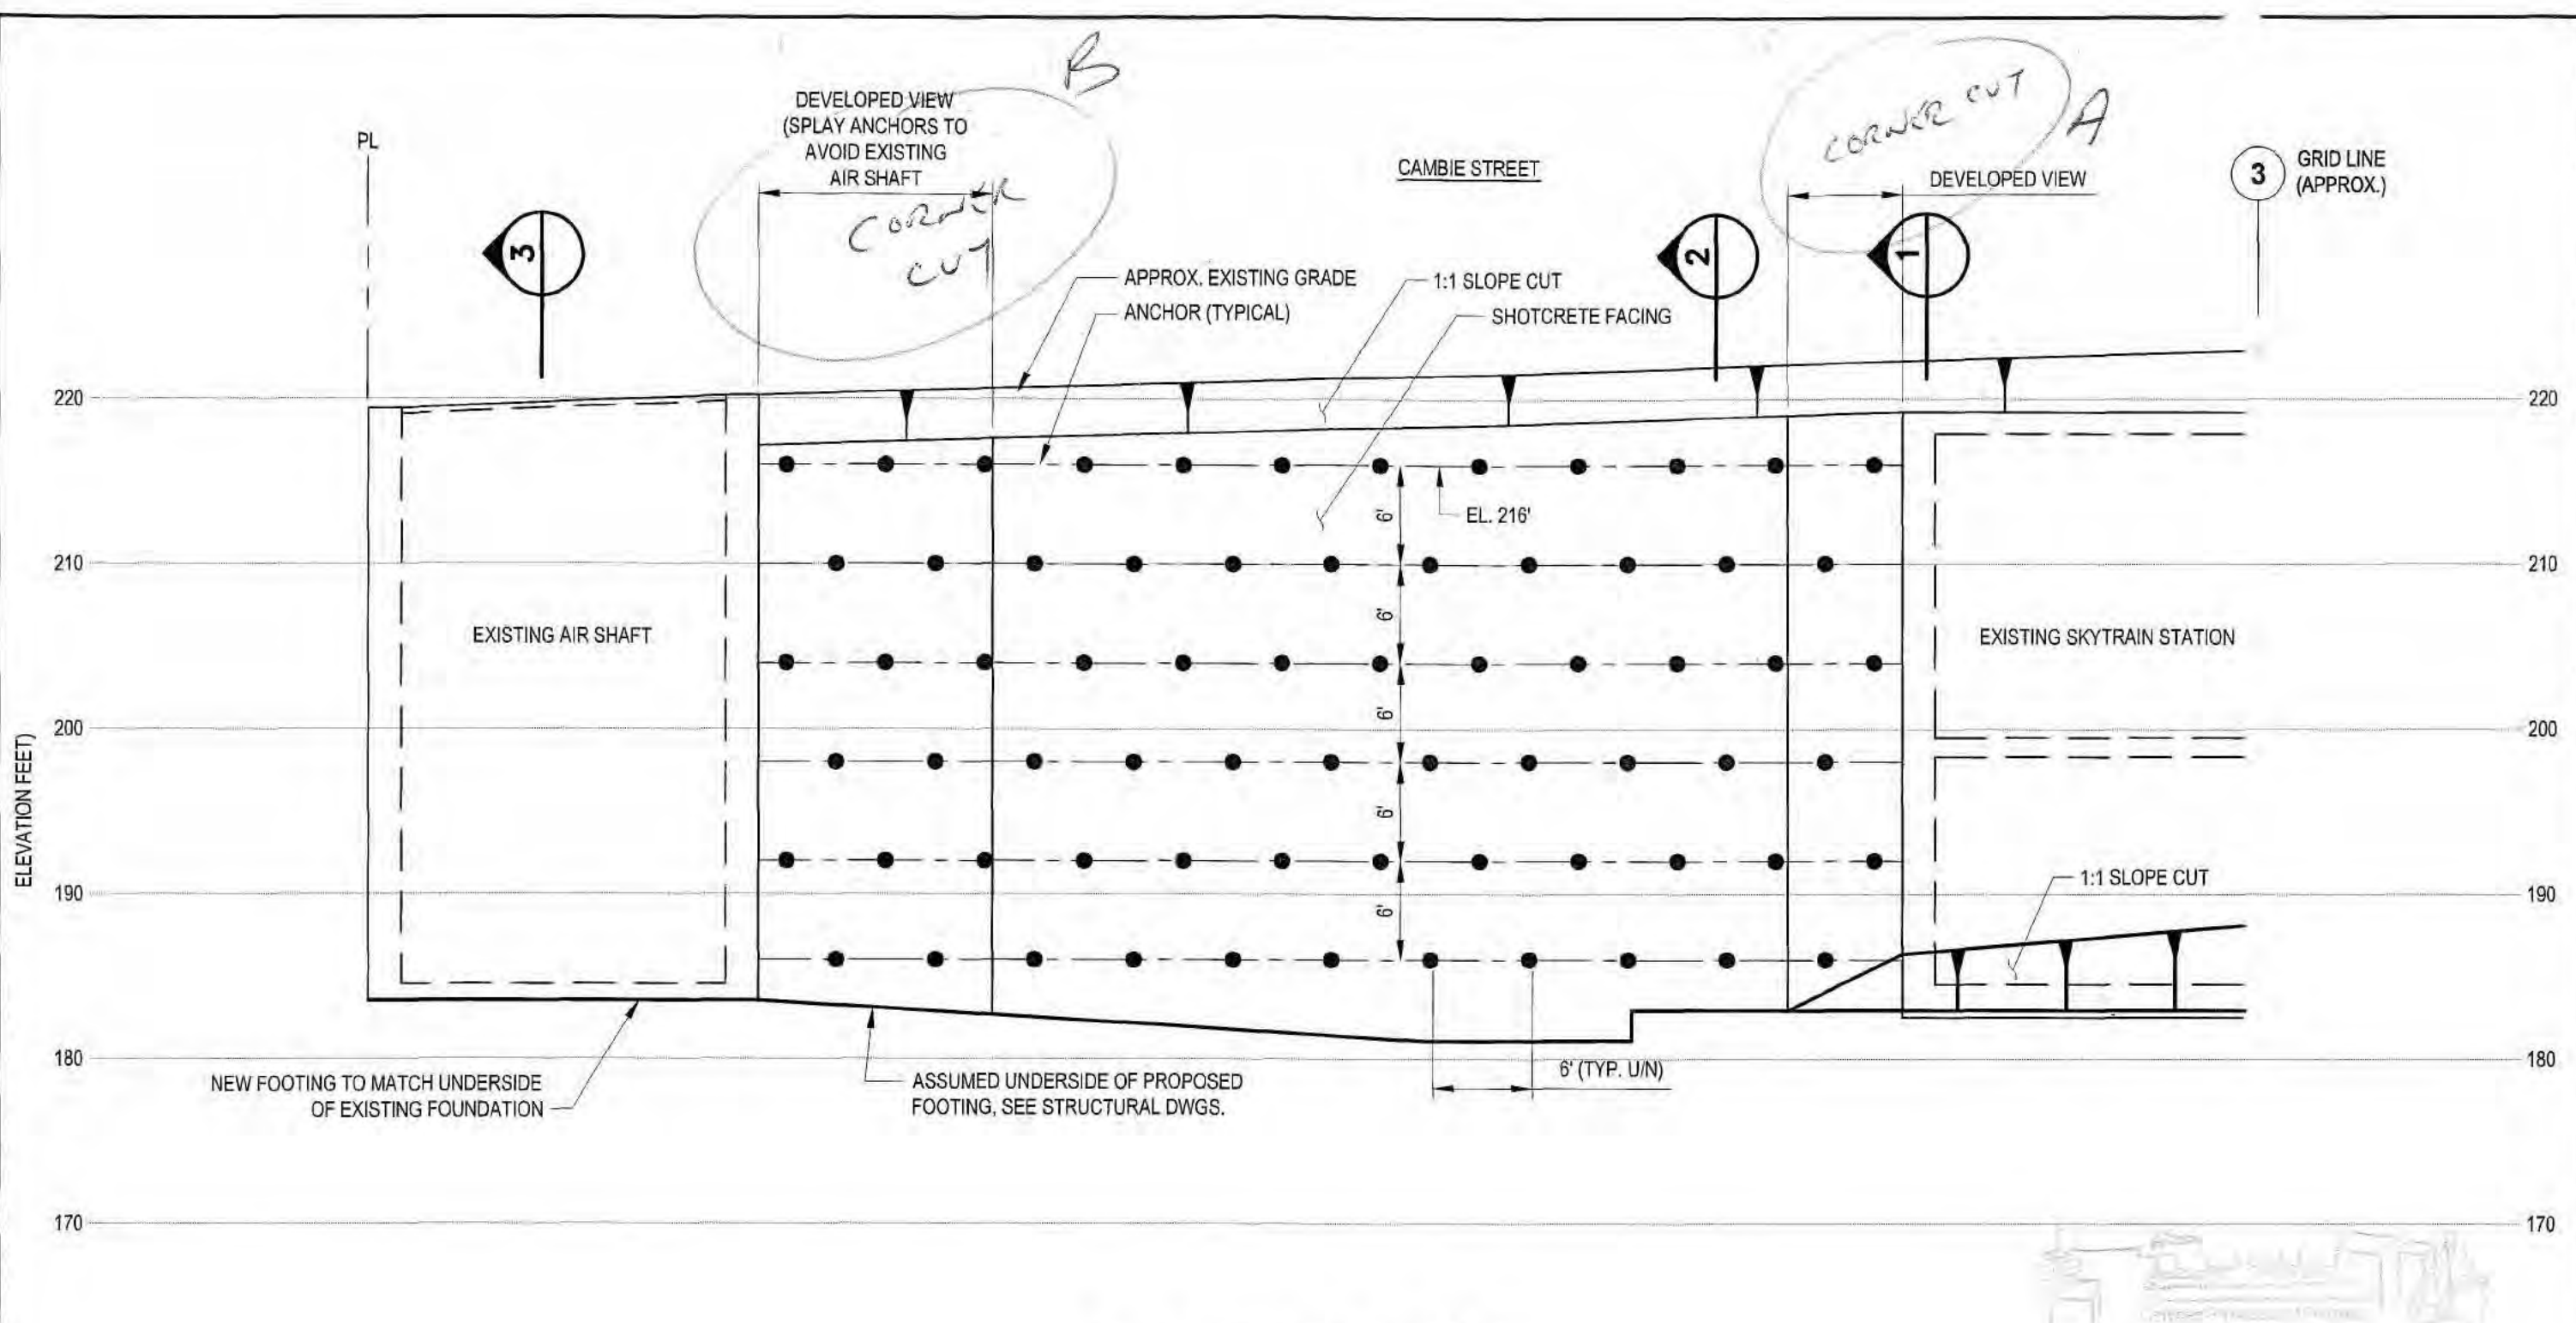 B
DEVELOPED VIEW
(SPLAY ANCHORS TO
AVOID EXISTING
AIR SHAFT
CORNER
CUT
PL
CAMBIE STREET
CORNER CUT
A
DEVELOPED VIEW
3
GRID LINE
(APPROX.)
3
2
1
APPROX. EXISTING GRADE
ANCHOR (TYPICAL)
1:1 SLOPE CUT
SHOTCRETE FACING
220
220
6'
EL. 216'
210
210
6'
EXISTING AIR SHAFT
EXISTING SKYTRAIN STATION
6'
200
200
ELEVATION FEET)
6'
1:1 SLOPE CUT
190
190
6'
180
180
NEW FOOTING TO MATCH UNDERSIDE
OF EXISTING FOUNDATION
ASSUMED UNDERSIDE OF PROPOSED
FOOTING, SEE STRUCTURAL DWGS.
6' (TYP. U/N)
170
170